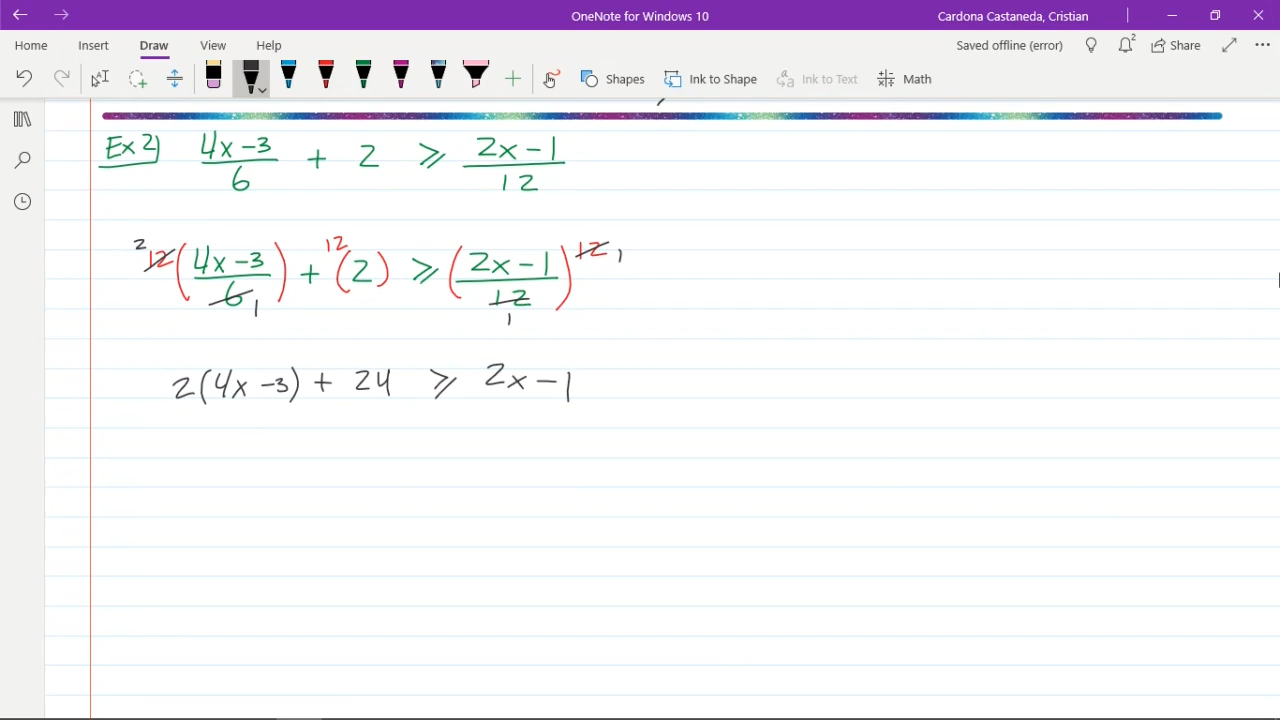 OneNote for Windows 10
Cardona Castaneda, Cristian
Home Insert Draw View Help
Saved offline (error) 2 Share
Shapes Ink to Shape Ink to Text Math
Ex 2) (4x-3)/6 + 2 ≥ (2x-1)/12
2 12((4x-3)/6 1) + 12(2) ≥ ((2x-1)/12 1) 12 1
2(4x-3) + 24 ≥ 2x-1